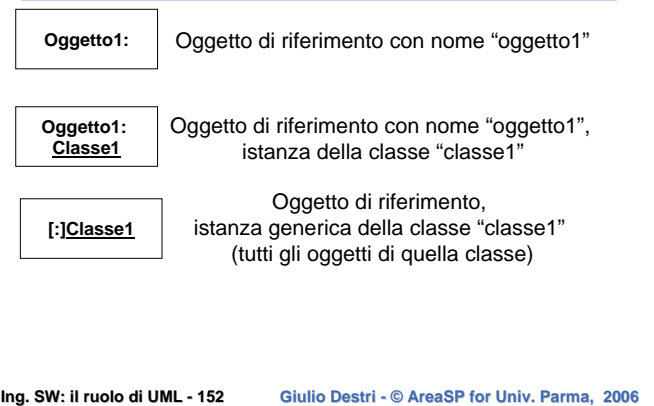 Oggetto1:
Oggetto di riferimento con nome “oggetto1”
Oggetto1:
Classe1
Oggetto di riferimento con nome “oggetto1”,
istanza della classe “classe1”
[:]Classe1
Oggetto di riferimento,
istanza generica della classe “classe1”
(tutti gli oggetti di quella classe)
Ing. SW: il ruolo di UML - 152
Giulio Destri - © AreaSP for Univ. Parma, 2006